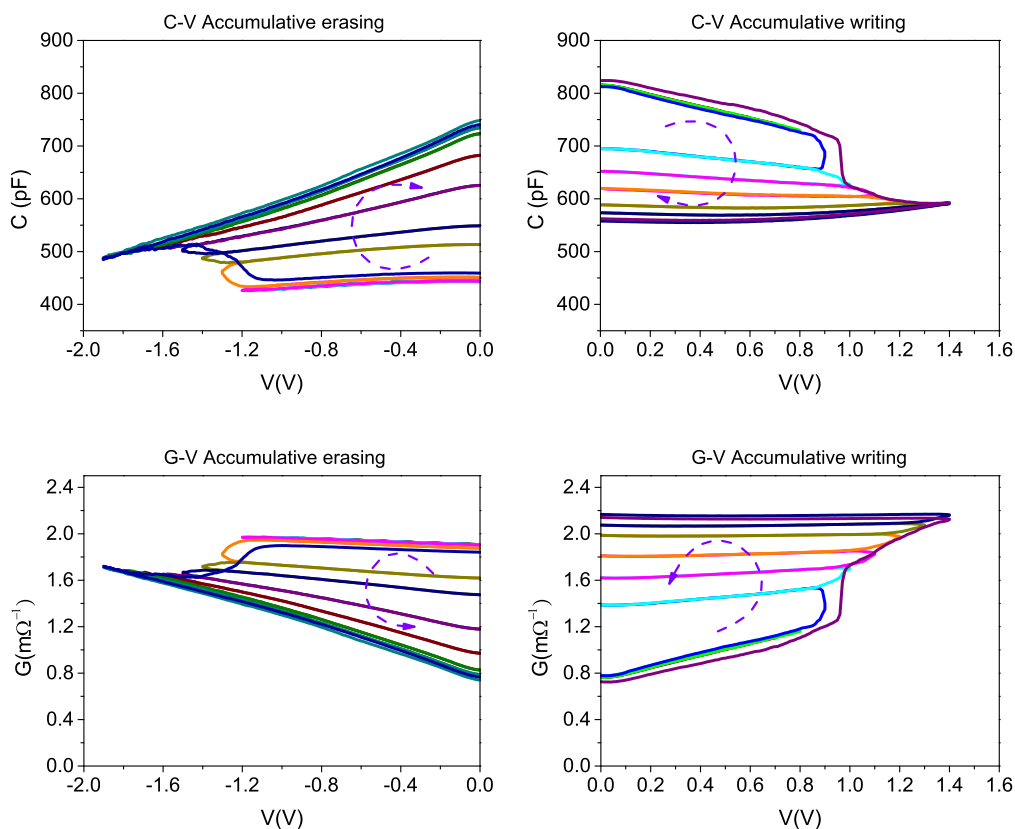 C-V Accumulative erasing
900
800
700
600
500
400
C (pF)
-2.0 -1.6 -1.2 -0.8 -0.4 0.0
V(V)
C-V Accumulative writing
900
800
700
600
500
400
C (pF)
0.0 0.2 0.4 0.6 0.8 1.0 1.2 1.4 1.6
V(V)
G-V Accumulative erasing
2.4
2.0
1.6
1.2
0.8
0.4
0.0
G(mΩ⁻¹)
-2.0 -1.6 -1.2 -0.8 -0.4 0.0
V(V)
G-V Accumulative writing
2.4
2.0
1.6
1.2
0.8
0.4
0.0
G(mΩ⁻¹)
0.0 0.2 0.4 0.6 0.8 1.0 1.2 1.4 1.6
V(V)